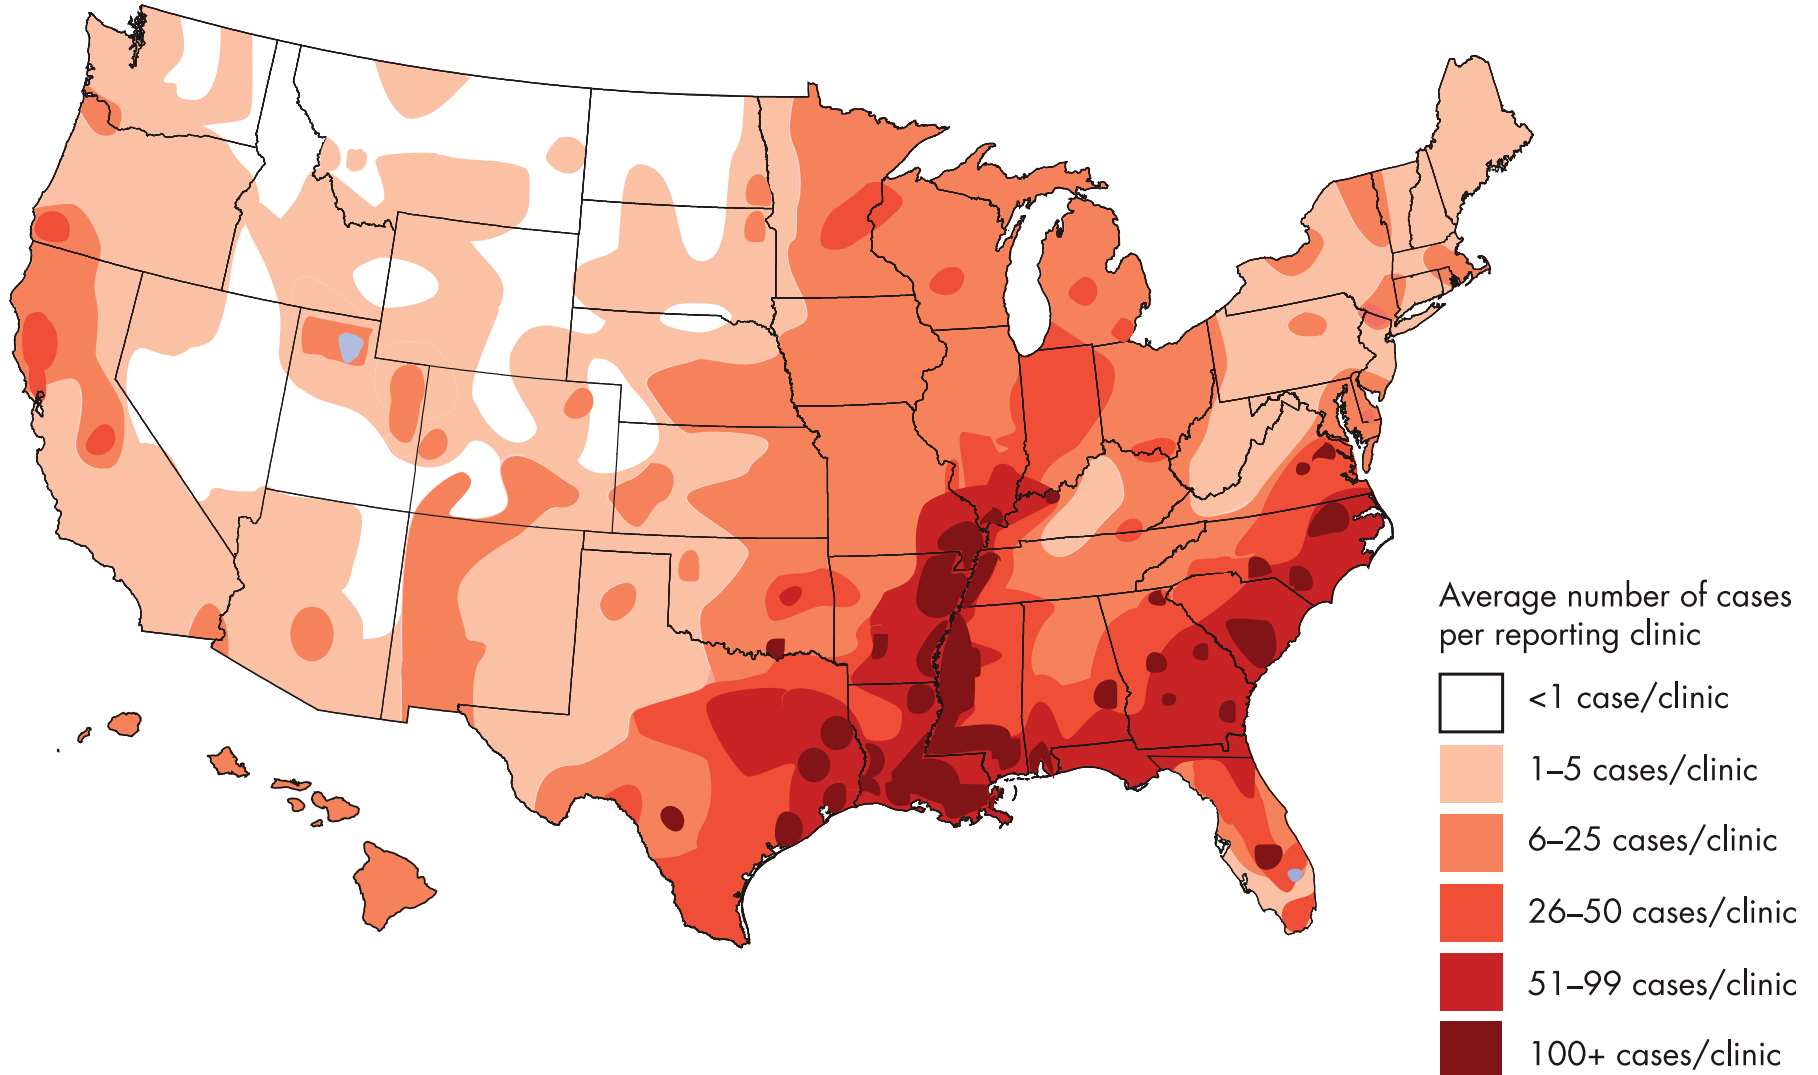 Average number of cases
per reporting clinic
<1 case/clinic
1–5 cases/clinic
6–25 cases/clinic
26–50 cases/clinic
51–99 cases/clinic
100+ cases/clinic